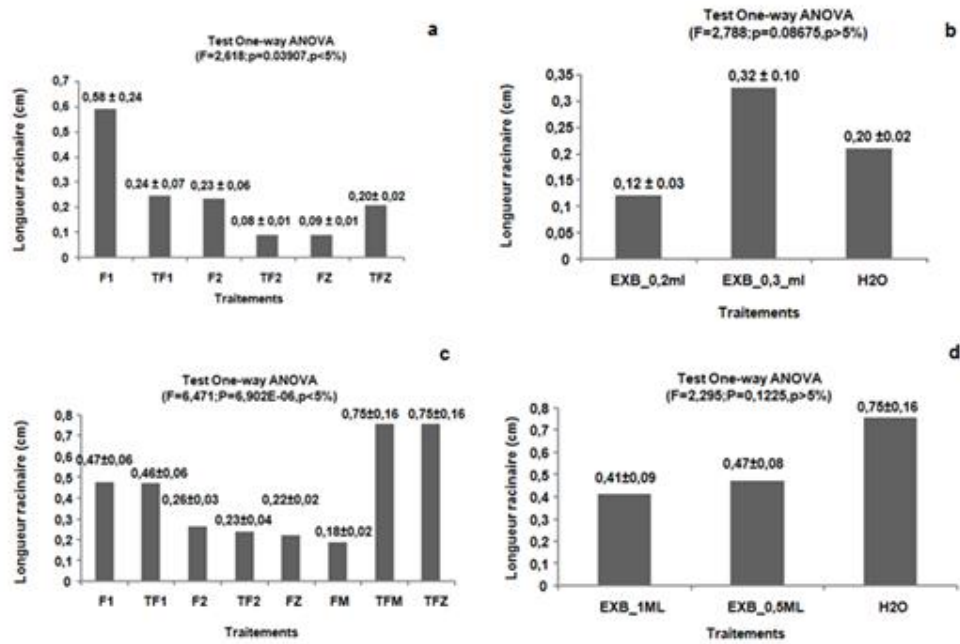 a
Test One-way ANOVA
(F=2,618;p=0.03907,p<5%)
Longueur racinaire (cm)
0,7
0,6
0,5
0,4
0,3
0,2
0,1
0
0,58 ± 0,24
0,24 ± 0,07
0,23 ± 0,06
0,08 ± 0,01
0,09 ± 0,01
0,20± 0,02
F1 TF1 F2 TF2 FZ TFZ
Traitements
b
Test One-way ANOVA
(F=2,788;p=0.08675,p>5%)
Longueur racinaire (cm)
0,35
0,3
0,25
0,2
0,15
0,1
0,05
0
0,12 ± 0.03
0,32 ± 0.10
0,20 ±0.02
EXB_0,2ml EXB_0,3_ml H2O
Traitements
c
Test One-way ANOVA
(F=6,471;P=6,902E-06,p<5%)
Longueur racinaire (cm)
0,8
0,7
0,6
0,5
0,4
0,3
0,2
0,1
0
0,47±0,06
0,46±0,06
0,26±0,03
0,23±0,04
0,22±0,02
0,18±0,02
0,75±0,16
0,75±0,16
F1 TF1 F2 TF2 FZ FM TFM TFZ
Traitements
d
Test One-way ANOVA
(F=2,295;P=0,1225,p>5%)
Longueur racinaire (cm)
0,8
0,7
0,6
0,5
0,4
0,3
0,2
0,1
0
0,41±0,09
0,47±0,08
0,75±0,16
EXB_1ML EXB_0,5ML H2O
Traitements